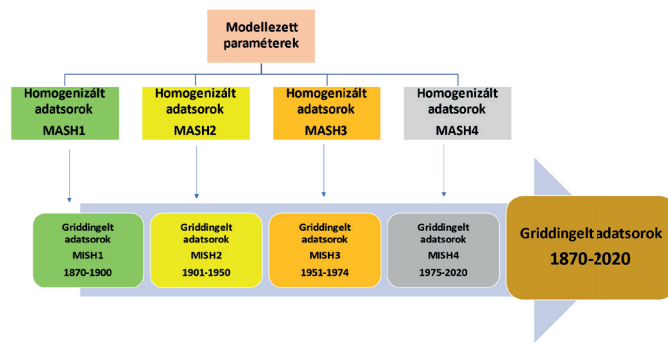 Modellezett
paraméterek
Homogenizált
adatsorok
MASH1
Homogenizált
adatsorok
MASH2
Homogenizált
adatsorok
MASH3
Homogenizált
adatsorok
MASH4
Griddingelt
adatsorok
MISH1
1870-1900
Griddingelt
adatsorok
MISH2
1901-1950
Griddingelt
adatsorok
MISH3
1951-1974
Griddingelt
adatsorok
MISH4
1975-2020
Griddingelt adatsorok
1870-2020